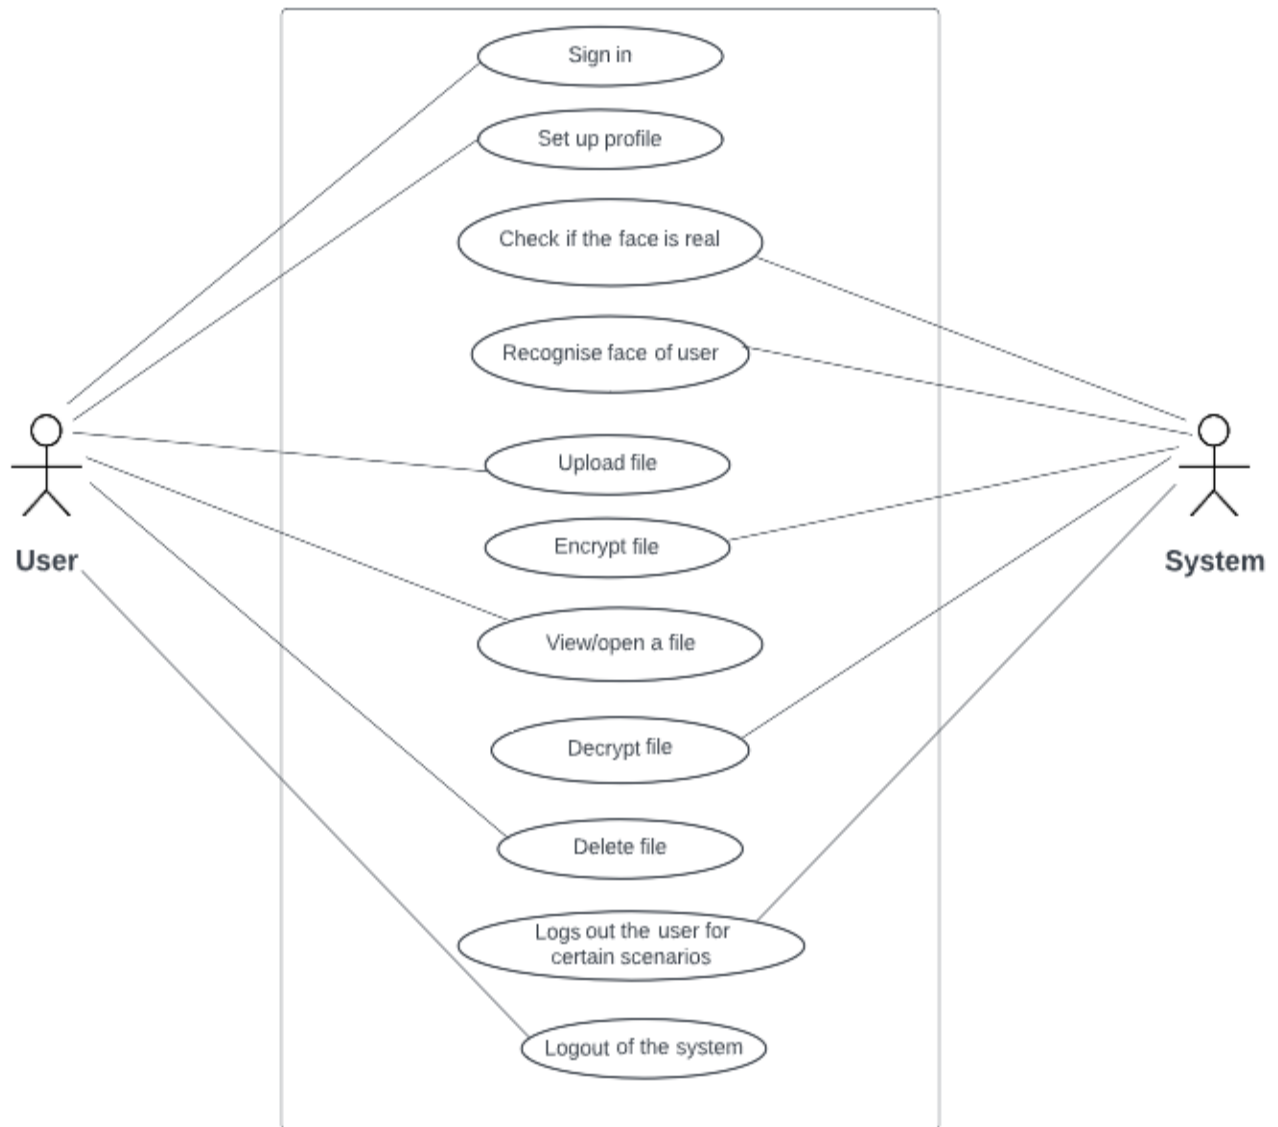 Sign in
Set up profile
Check if the face is real
Recognise face of user
Upload file
Encrypt file
User
System
View/open a file
Decrypt file
Delete file
Logs out the user for
certain scenarios
Logout of the system